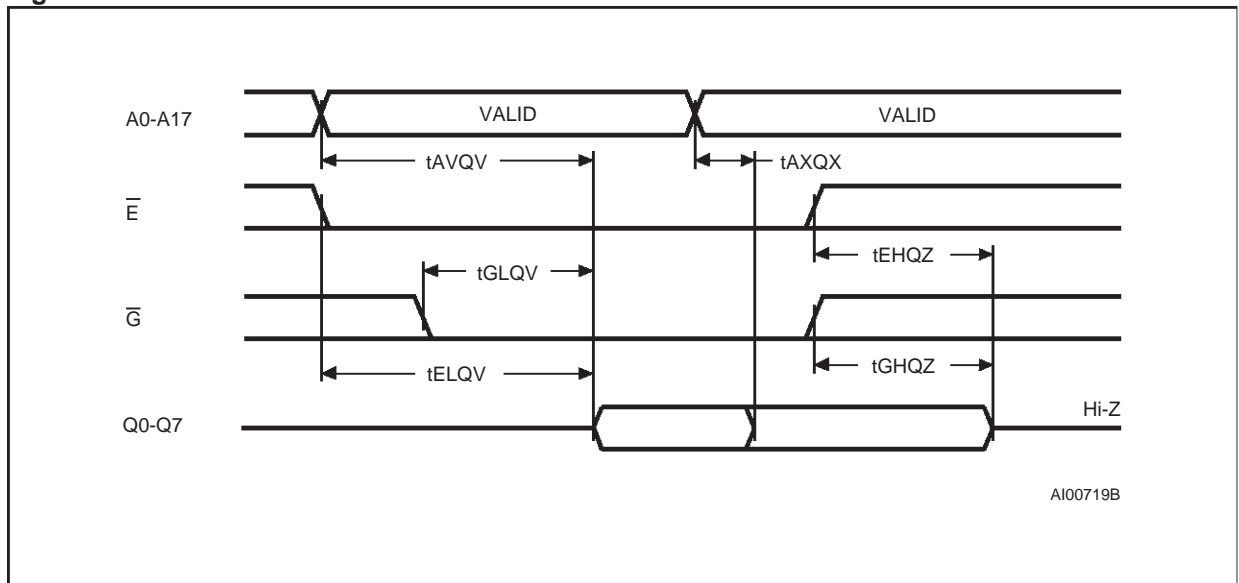 A0-A17
VALID
VALID
tAVQV
tAXQX
E
tEHQZ
tGLQV
G
tGHQZ
tELQV
Q0-Q7
Hi-Z
AI00719B